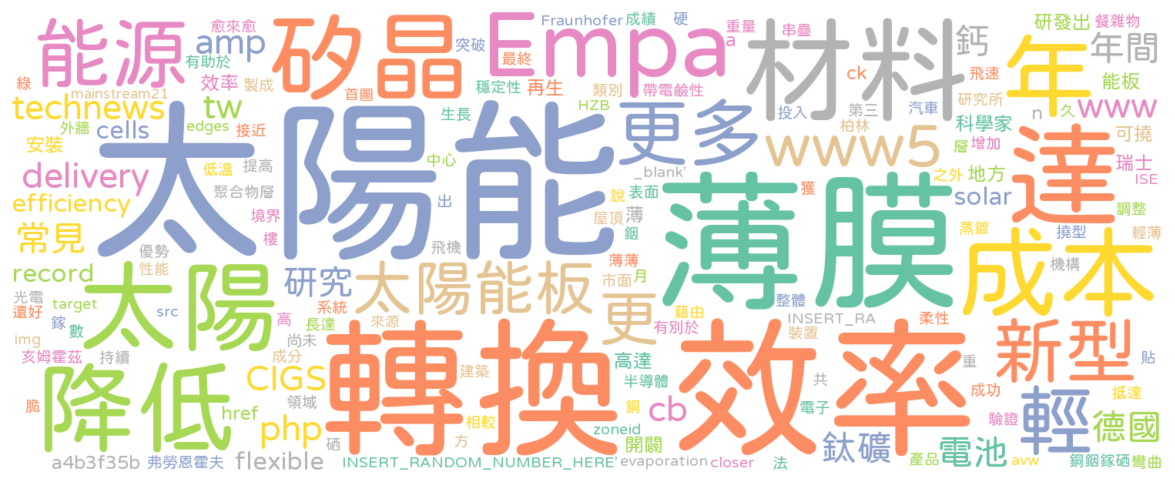 能源 矽晶 Empa 材料 年
Fraunhofer 成績 硬 串疊 研發出 餐雜物
愈來愈 amp 突破 重量 a 鈣 年間
有助於 最終 ck 飛速 能板
綠 效率 製成 穩定性 再生 類別 帶電鹼性
mainstream21 首圖 HZB 投入 第三 汽車 研究所 n 久 www
technews tw edges 生長 更多 柏林 科學家 可撓
外牆 cells 接近 www5 層 增加 達
安裝 太陽能 中心 _blank' 之外 地方 瑞士 ISE
delivery 低溫 提高 聚合物層 說 表面 薄膜 獲 solar 調整
efficiency 境界 出 屋頂 薄 銀 蒸鍍 撓型 輕薄
常見 優勢 樓 飛機 薄薄 成本 機構
record 性能 太陽 研究 太陽能板 市面 月 整體
光電 target src 系統 更 藉由 INSERT_RA 柔性
還好 鎵 數 高 長達 來源 有別於 裝置 新型
img 尚未 轉換 效率 重 貼
亥姆霍茲 持續 降低 成分 建築 高達 共 成功 抵達
CIGS 領域 半導體 輕
脆 href php 銅 cb 電子 驗證 德國
硒 方 相較 zoneid 開闢 鈦礦 電池 產品 avw
a4b3f35b 弗勞恩霍夫 flexible INSERT_RANDOM_NUMBER_HERE' evaporation closer 法 銅銦鎵硒 彎曲